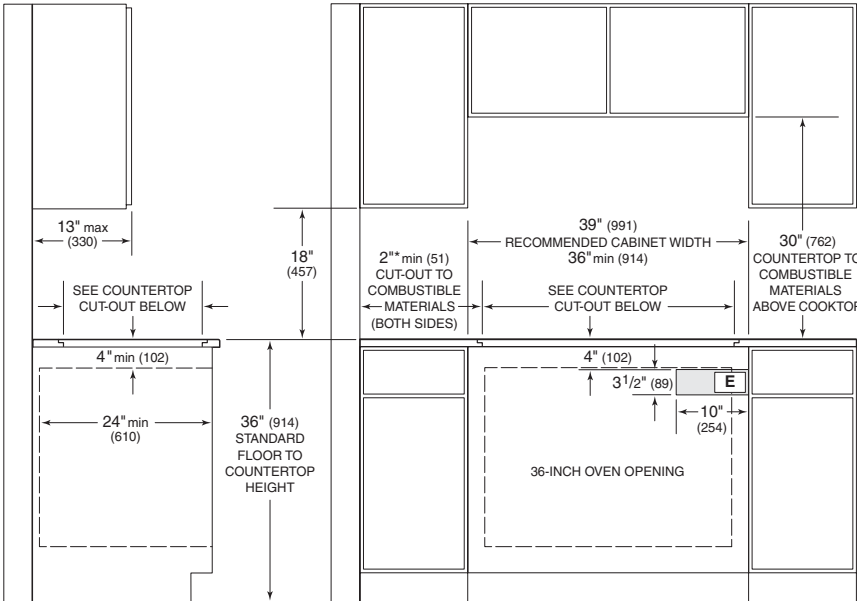 13" max
(330)
18"
(457)
39" (991)
RECOMMENDED CABINET WIDTH
36" min (914)
2"* min (51)
CUT-OUT TO
COMBUSTIBLE
MATERIALS
(BOTH SIDES)
30" (762)
COUNTERTOP TO
COMBUSTIBLE
MATERIALS
ABOVE COOKTOP
SEE COUNTERTOP
CUT-OUT BELOW
SEE COUNTERTOP
CUT-OUT BELOW
4" min (102)
4" (102)
3 1/2" (89)
E
10"
(254)
24" min
(610)
36" (914)
STANDARD
FLOOR TO
COUNTERTOP
HEIGHT
36-INCH OVEN OPENING